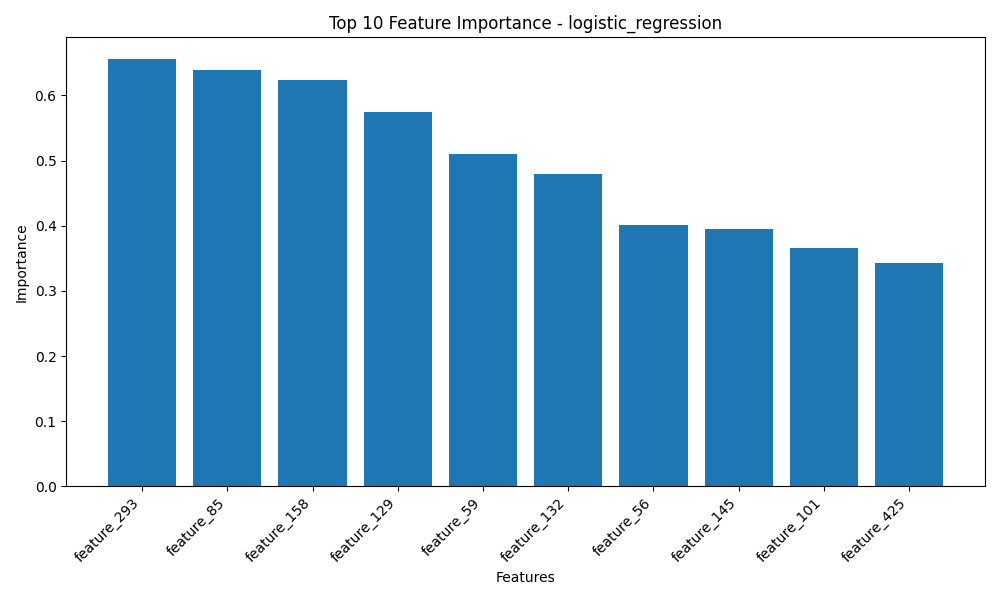 Top 10 Feature Importance - logistic_regression
Importance
0.6
0.5
0.4
0.3
0.2
0.1
0.0
feature_293
feature_85
feature_158
feature_129
feature_59
feature_132
feature_56
feature_145
feature_101
feature_425
Features